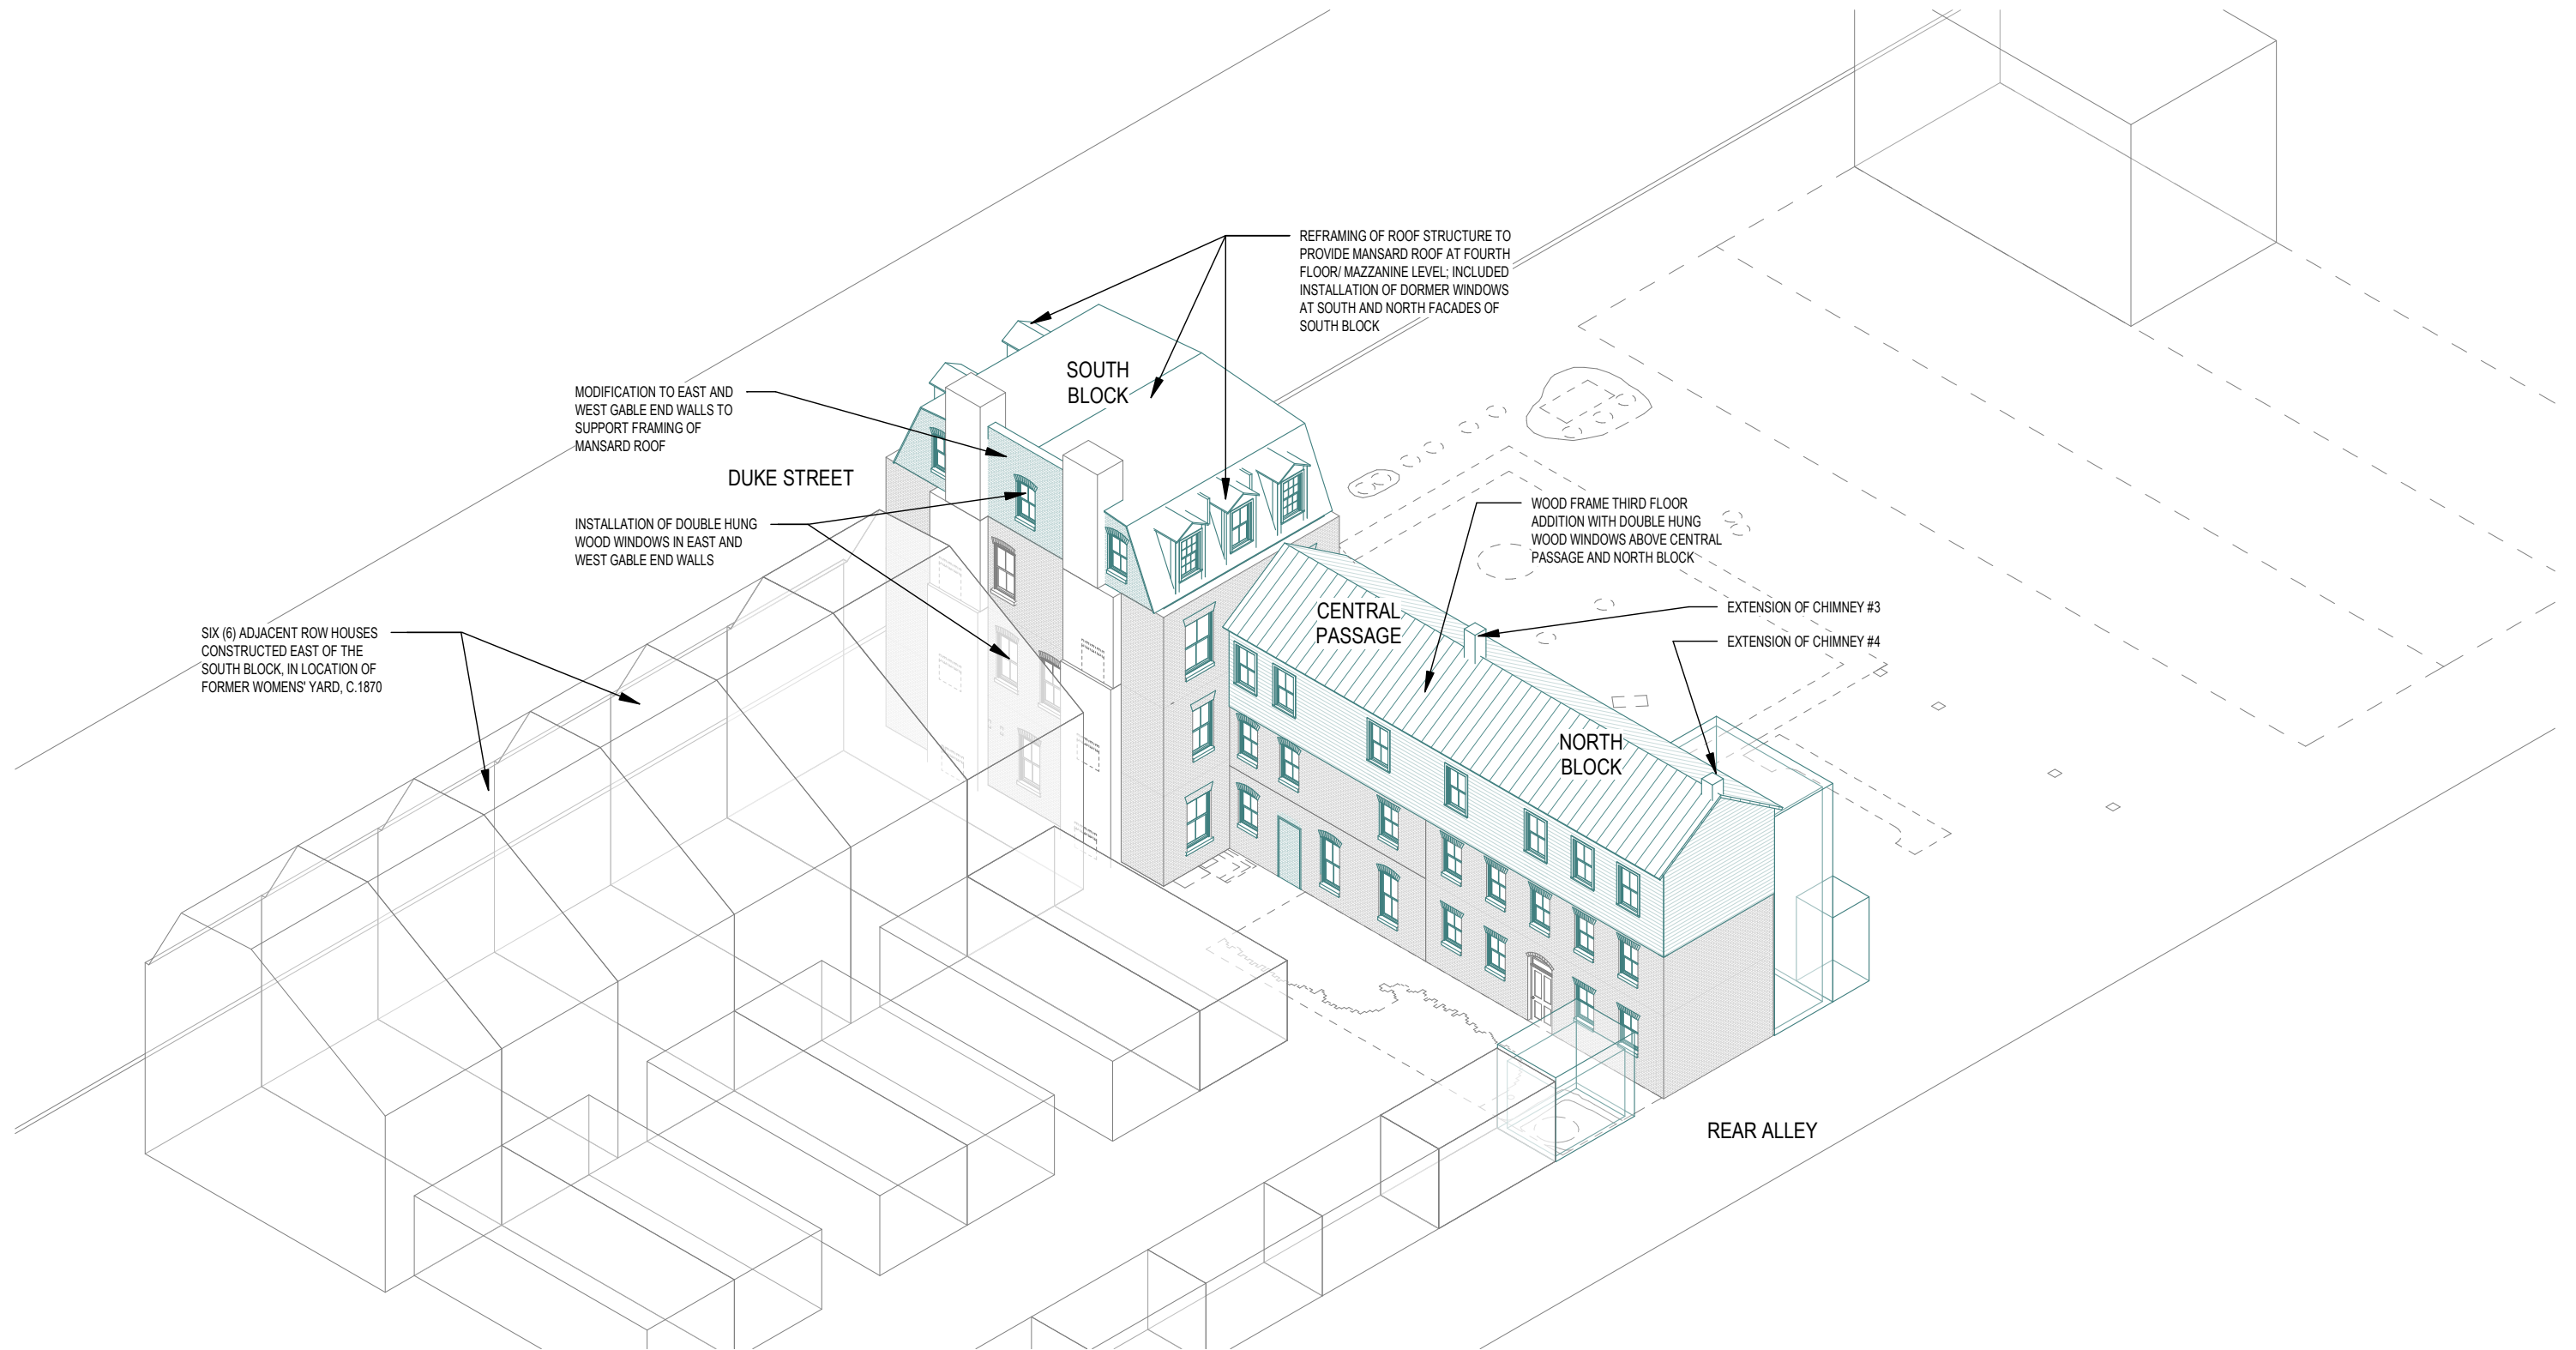 REFRAMING OF ROOF STRUCTURE TO
PROVIDE MANSARD ROOF AT FOURTH
FLOOR/ MAZZANINE LEVEL; INCLUDED
INSTALLATION OF DORMER WINDOWS
AT SOUTH AND NORTH FACADES OF
SOUTH BLOCK
SOUTH
BLOCK
MODIFICATION TO EAST AND
WEST GABLE END WALLS TO
SUPPORT FRAMING OF
MANSARD ROOF
DUKE STREET
INSTALLATION OF DOUBLE HUNG
WOOD WINDOWS IN EAST AND
WEST GABLE END WALLS
WOOD FRAME THIRD FLOOR
ADDITION WITH DOUBLE HUNG
WOOD WINDOWS ABOVE CENTRAL
PASSAGE AND NORTH BLOCK
CENTRAL
PASSAGE
EXTENSION OF CHIMNEY #3
EXTENSION OF CHIMNEY #4
SIX (6) ADJACENT ROW HOUSES
CONSTRUCTED EAST OF THE
SOUTH BLOCK, IN LOCATION OF
FORMER WOMENS' YARD, C.1870
NORTH
BLOCK
REAR ALLEY